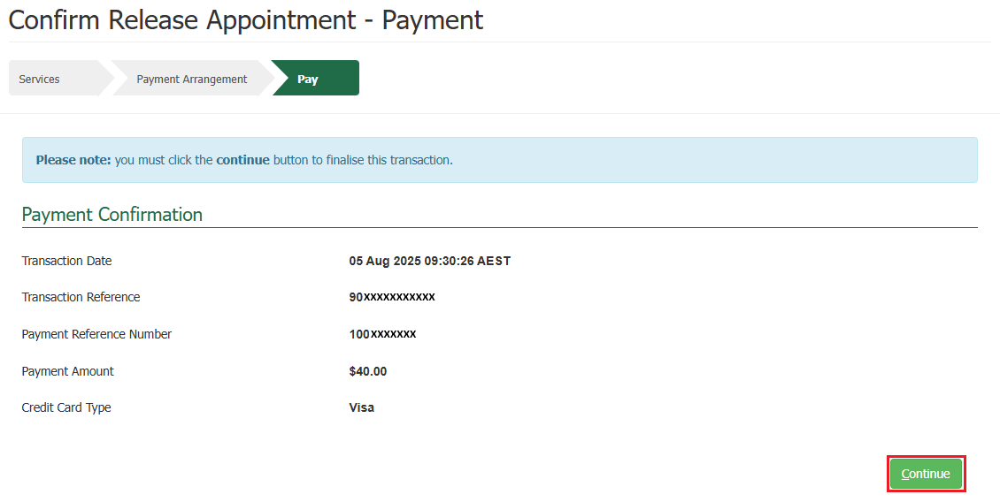 Confirm Release Appointment - Payment
Services Payment Arrangement Pay
Please note: you must click the continue button to finalise this transaction.
Payment Confirmation
Transaction Date 05 Aug 2025 09:30:26 AEST
Transaction Reference 90xxxxxxxxxxx
Payment Reference Number 100xxxxxxx
Payment Amount $40.00
Credit Card Type Visa
Continue